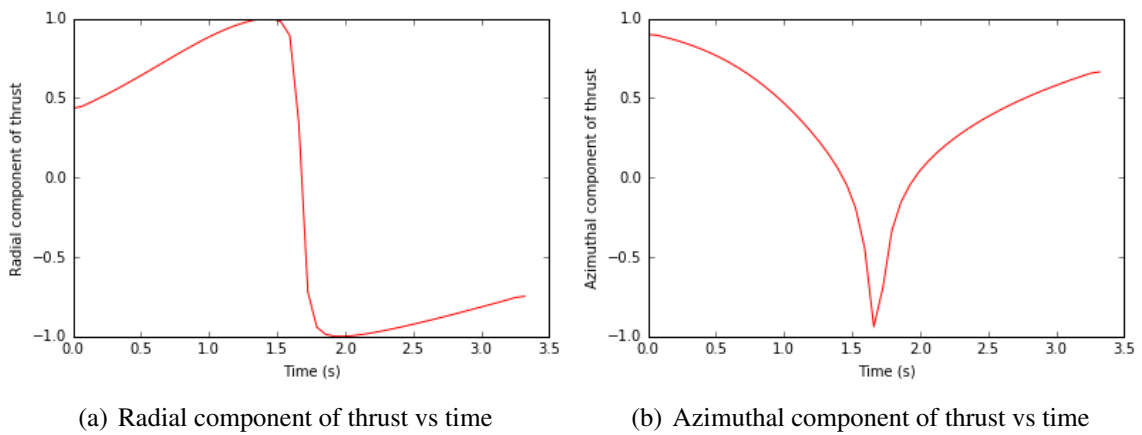 1.0
0.5
0.0
−0.5
−1.0
Radial component of thrust
0.0 0.5 1.0 1.5 2.0 2.5 3.0 3.5
Time (s)
(a) Radial component of thrust vs time
1.0
0.5
0.0
−0.5
−1.0
Azimuthal component of thrust
0.0 0.5 1.0 1.5 2.0 2.5 3.0 3.5
Time (s)
(b) Azimuthal component of thrust vs time